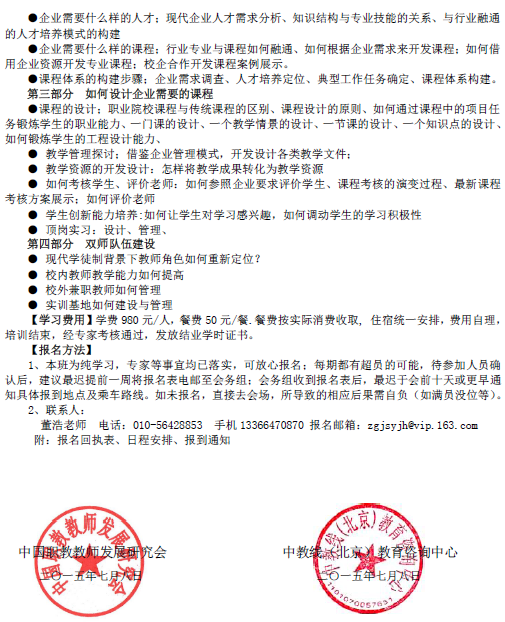 ●企业需要什么样的人才；现代企业人才需求分析、知识结构与专业技能的关系、与行业融通
的人才培养模式的构建
●企业需要什么样的课程；行业专业与课程如何融通、如何根据企业需求来开发课程；如何借
用企业资源开发专业课程；校企合作开发课程案例展示。
●课程体系的构建步骤；企业需求调查、人才培养定位、典型工作任务确定、课程体系构建。
第三部分 如何设计企业需要的课程
●课程的设计；职业院校课程与传统课程的区别、课程设计的原则、如何通过课程中的项目任
务锻炼学生的职业能力、一门课的设计、一个教学情景的设计、一节课的设计、一个知识点的设计、
如何锻炼学生的工程设计能力、
● 教学管理探讨；借鉴企业管理模式，开发设计各类教学文件；
● 教学资源的开发设计：怎样将教学成果转化为教学资源
● 如何考核学生、评价老师：如何参照企业要求评价学生、课程考核的演变过程、最新课程
考核方案展示；如何评价老师
● 学生创新能力培养:如何让学生对学习感兴趣，如何调动学生的学习积极性
● 顶岗实习：设计、管理、
第四部分 双师队伍建设
● 现代学徒制背景下教师角色如何重新定位？
● 校内教师教学能力如何提高
● 校外兼职教师如何管理
● 实训基地如何建设与管理
【学习费用】学费 980 元/人，餐费 50 元/餐.餐费按实际消费收取, 住宿统一安排，费用自理，
培训结束，经专家考核通过，发放结业学时证书。
【报名方法】
1、本班为纯学习，专家等事宜均已落实，可放心报名；每期都有超员的可能，待参加人员确
认后，建议最迟提前一周将报名表电邮至会务组；会务组收到报名表后，最迟于会前十天或更早通
知具体报到地点及乘车路线。如未报名，直接去会场，所导致的相应后果需自负（如满员没位等）。
2、联系人：
董浩老师 电话：010-56428853 手机 13366470870 报名邮箱：zgjsyjh@vip.163.com
附：报名回执表、日程安排、报到通知
中国职教教师发展研究会 中教线（北京）教育咨询中心
二〇一五年七月八日 二〇一五年七月八日